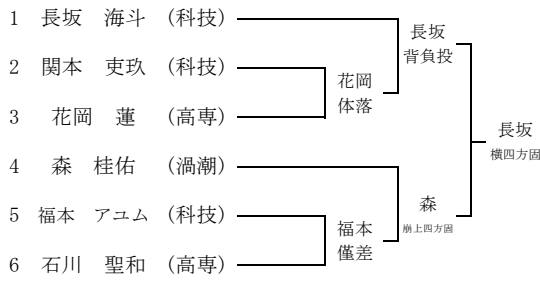 1 長坂 海斗 (科技)
2 関本 吏玖 (科技)
3 花岡 蓮 (高専)
4 森 桂佑 (渦潮)
5 福本 アユム (科技)
6 石川 聖和 (高専)
花岡
体落
福本
僅差
長坂
背負投
森
崩上四方固
長坂
横四方固